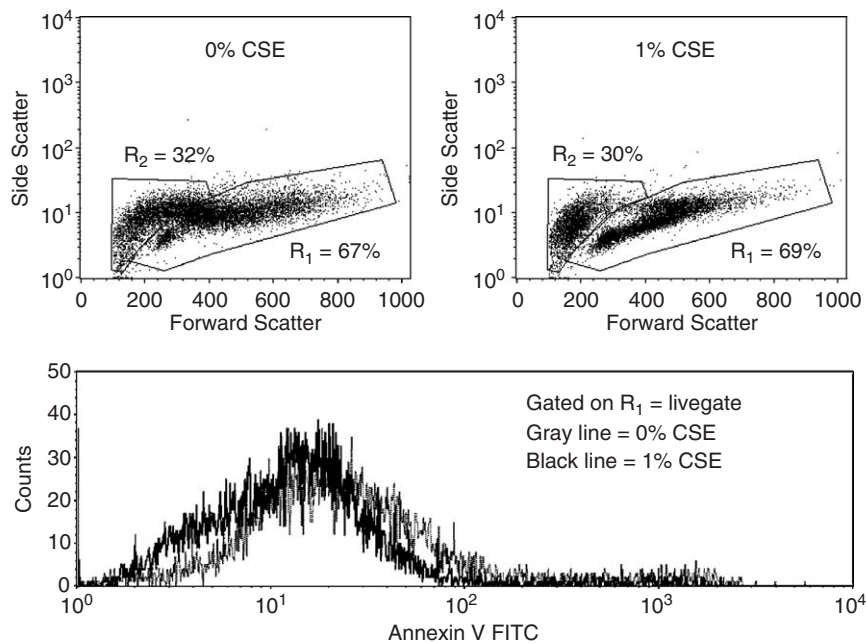 0% CSE
Side Scatter
10⁴
10³
10²
10¹
10⁰
R₂ = 32%
R₁ = 67%
0 200 400 600 800 1000
Forward Scatter
1% CSE
Side Scatter
10⁴
10³
10²
10¹
10⁰
R₂ = 30%
R₁ = 69%
0 200 400 600 800 1000
Forward Scatter
Counts
50
40
30
20
10
0
Gated on R₁ = livegate
Gray line = 0% CSE
Black line = 1% CSE
10⁰ 10¹ 10² 10³ 10⁴
Annexin V FITC